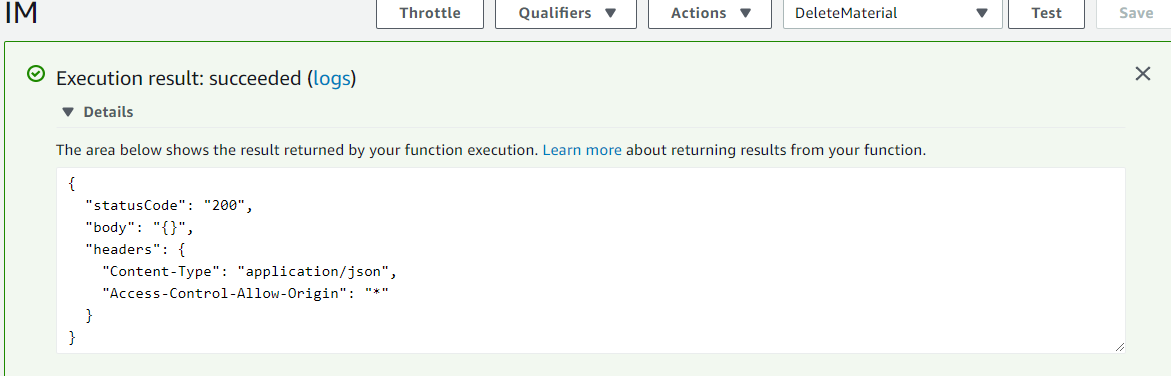 IM
Throttle Qualifiers Actions DeleteMaterial Test Save
Execution result: succeeded (logs)
Details
The area below shows the result returned by your function execution. Learn more about returning results from your function.
{
  "statusCode": "200",
  "body": "{}",
  "headers": {
    "Content-Type": "application/json",
    "Access-Control-Allow-Origin": "*"
  }
}